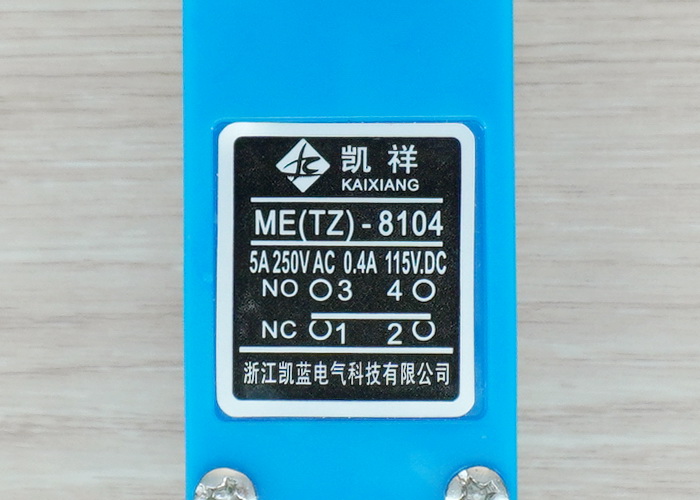 凯祥
KAIXIANG
ME(TZ)-8104
5A 250V AC 0.4A 115V.DC
NO 3 4
NC 1 2
浙江凯蓝电气科技有限公司